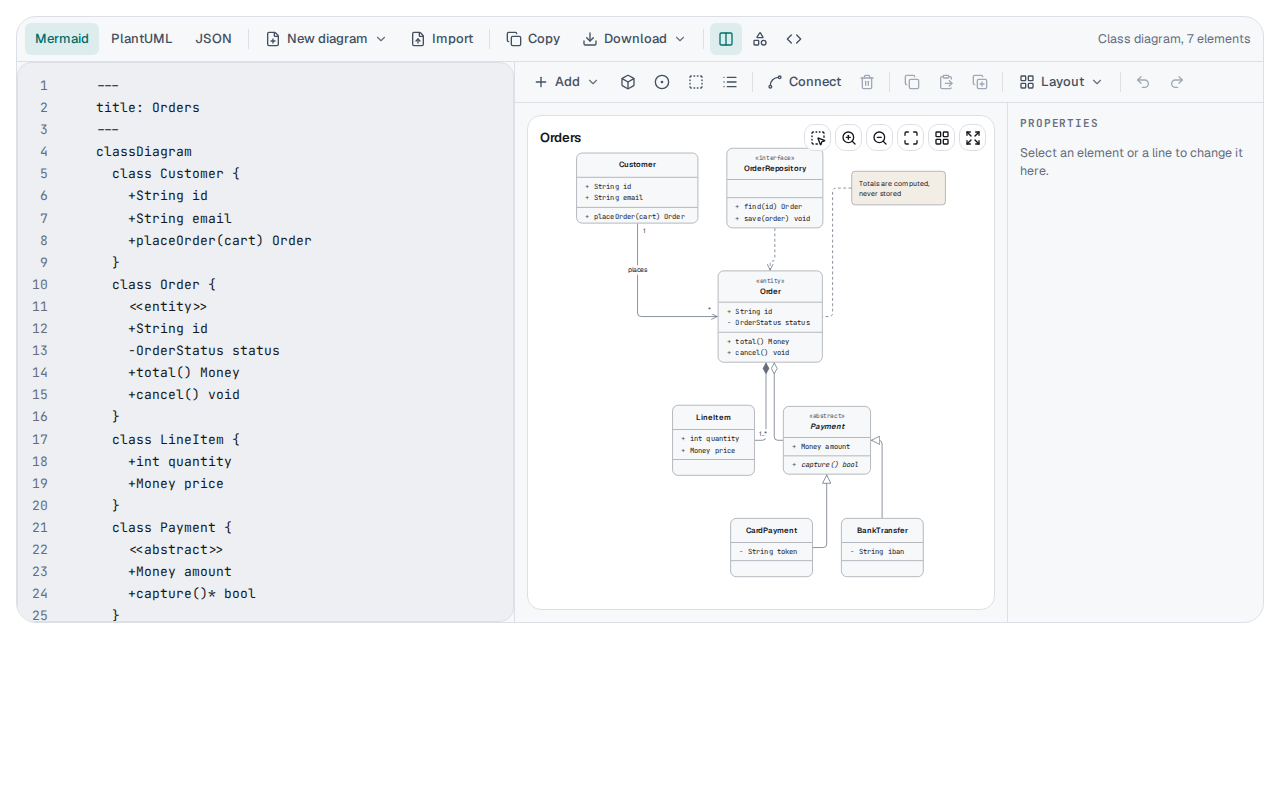 Mermaid PlantUML JSON New diagram Import Copy Download Class diagram, 7 elements
1 ---
2 title: Orders
3 ---
4 classDiagram
5 class Customer {
6 +String id
7 +String email
8 +placeOrder(cart) Order
9 }
10 class Order {
11 <<entity>>
12 +String id
13 -OrderStatus status
14 +total() Money
15 +cancel() void
16 }
17 class LineItem {
18 +int quantity
19 +Money price
20 }
21 class Payment {
22 <<abstract>>
23 +Money amount
24 +capture()* bool
25 }
Add Connect Layout
Orders
Customer
+ String id
+ String email
+ placeOrder(cart) Order
«interface»
OrderRepository
+ find(id) Order
+ save(order) void
Totals are computed,
never stored
1
places
*
«entity»
Order
+ String id
- OrderStatus status
+ total() Money
+ cancel() void
LineItem
+ int quantity
+ Money price
1..*
«abstract»
Payment
+ Money amount
+ capture() bool
CardPayment
- String token
BankTransfer
- String iban
PROPERTIES
Select an element or a line to change it
here.